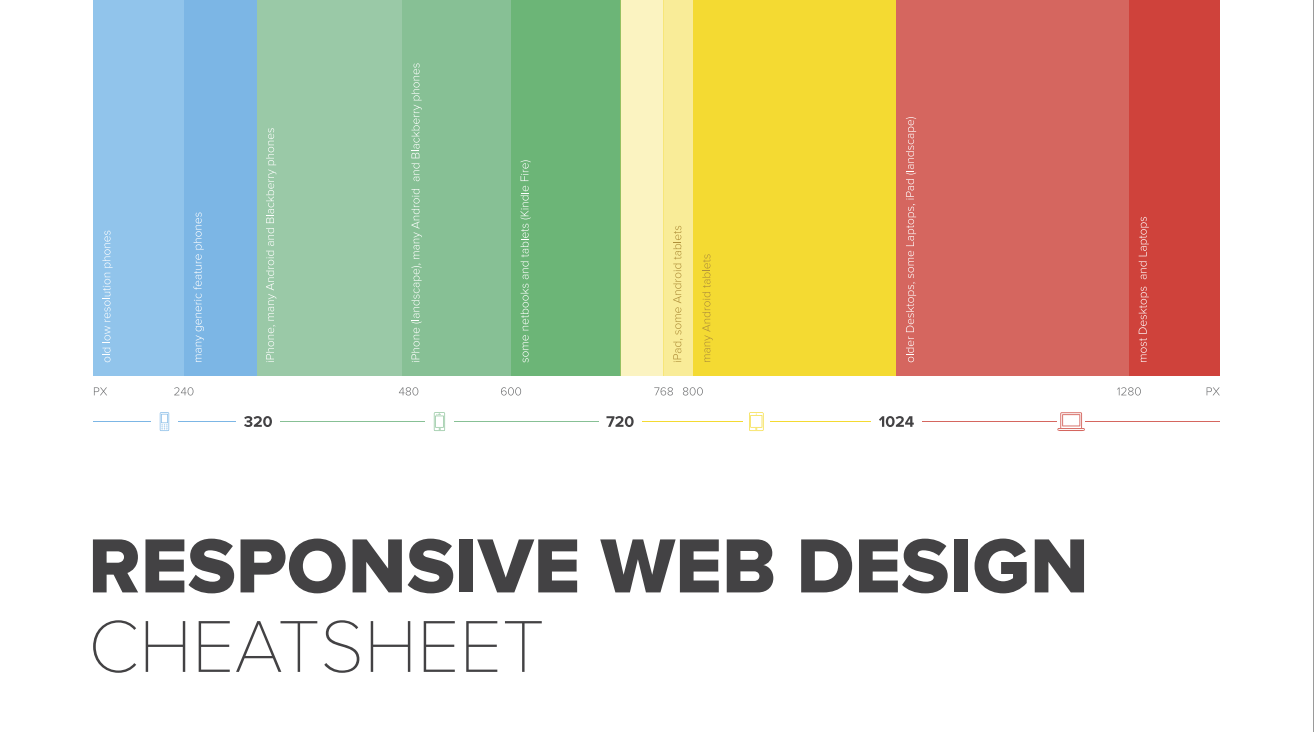 old low resolution phones
many generic feature phones
iPhone, many Android and Blackberry phones
iPhone (landscape), many Android and Blackberry phones
some netbooks and tablets (Kindle Fire)
iPad, some Android tablets
many Android tablets
older Desktops, some Laptops, iPad (landscape)
most Desktops and Laptops
PX 240 480 600 768 800 1280 PX
320 720 1024
RESPONSIVE WEB DESIGN
CHEATSHEET